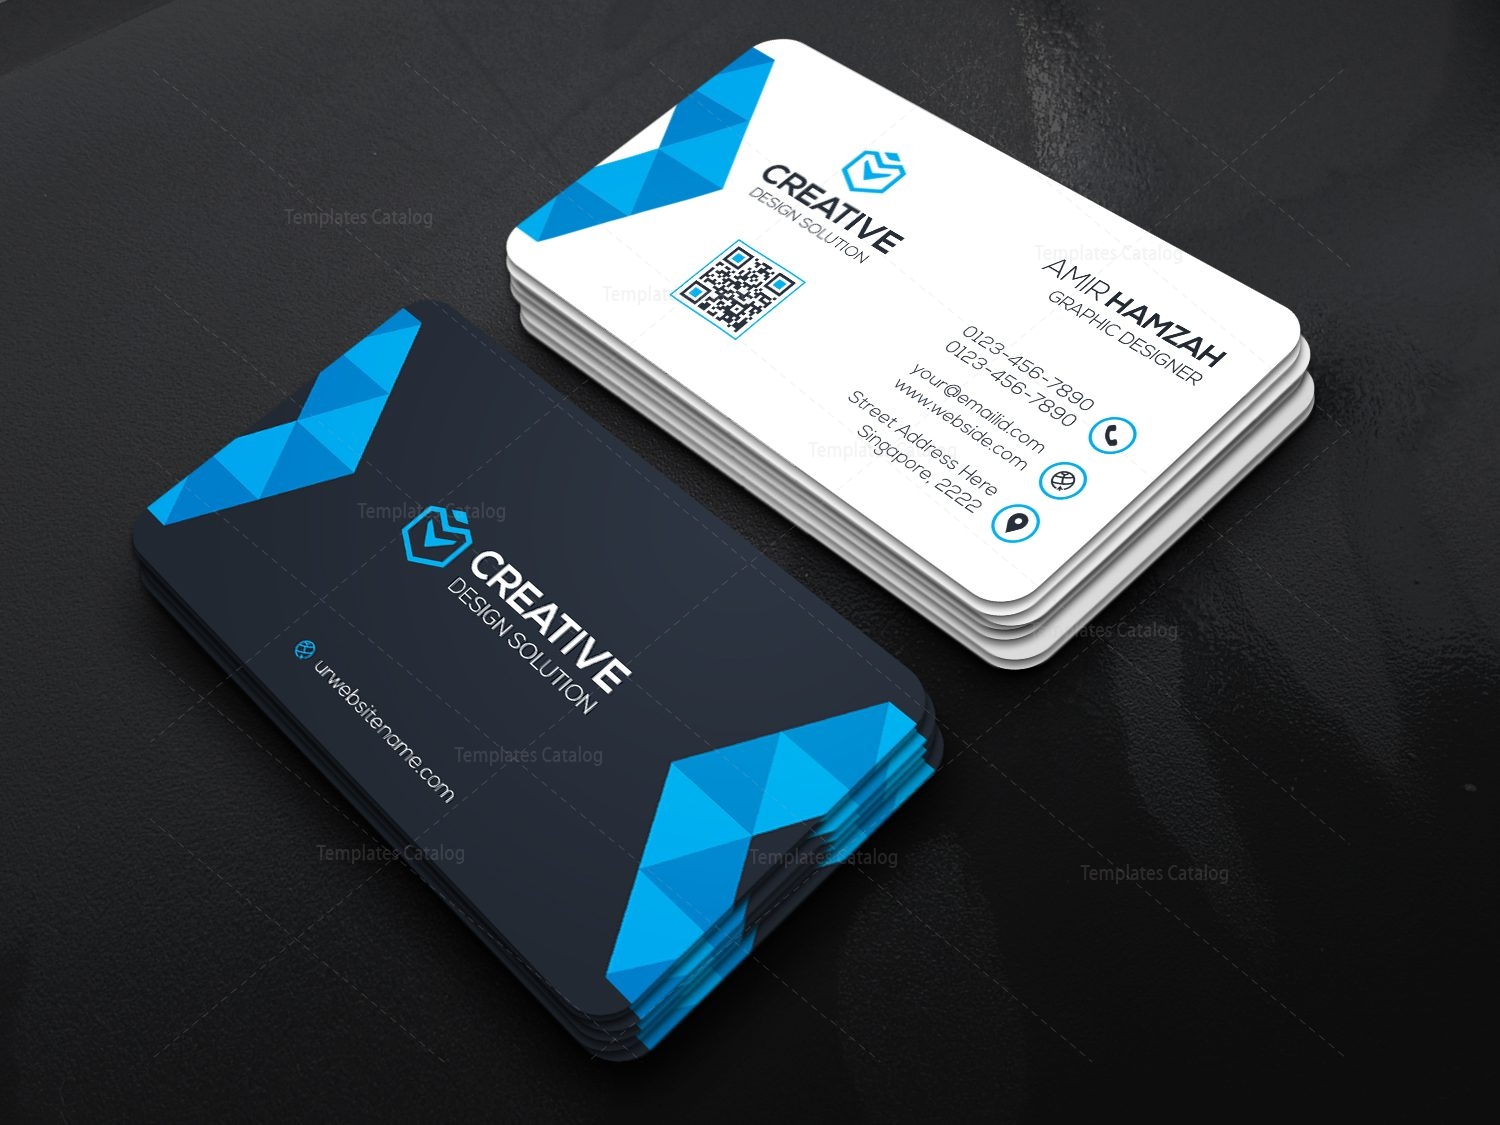 CREATIVE
DESIGN SOLUTION
AMIR HAMZAH
GRAPHIC DESIGNER
0123-456-7890
0123-456-7890
your@emailid.com
www.webside.com
Street Address Here
Singapore, 2222
CREATIVE
DESIGN SOLUTION
urwebsitename.com
Templates Catalog
Templates Catalog
Templates
Templates Catalog
Templates Catalog
Templates Catalog
Templates Catalog
Templates Catalog
Templates Catalog
Templates Catalog